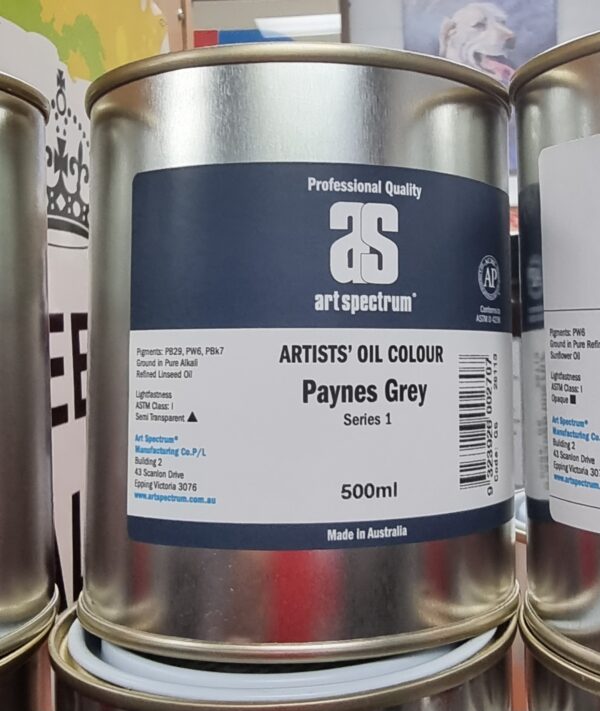 Professional Quality
as
art spectrum®
AP
Conforms
ASTM D-4236
Pigments: PB29, PW6, PBk7
Ground in Pure Alkali
Refined Linseed Oil
Lightfastness
ASTM Class: I
Semi Transparent
Art Spectrum®
Manufacturing Co.P/L
Building 2
43 Scanlon Drive
Epping Victoria 3076
www.artspectrum.com.au
ARTISTS' OIL COLOUR
Paynes Grey
Series 1
500ml
Made in Australia
Pigments: PW6
Ground in Pure
Sunflower Oil
Lightfastness
ASTM Class: I
Opaque
Art Spectrum®
Manufacturing Co.
Building 2
43 Scanlon Drive
Epping Victoria
www.artspectrum